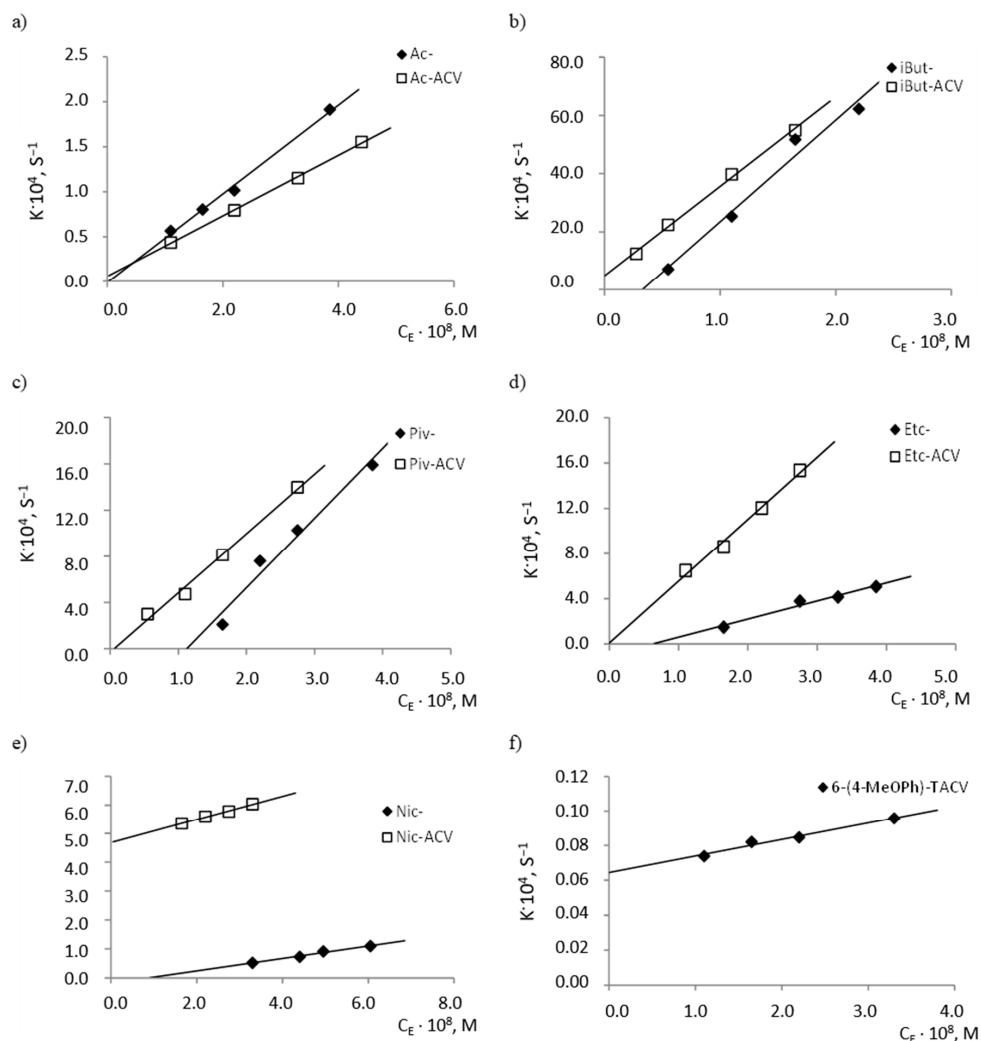 a)
2.5
2.0
1.5
1.0
0.5
0.0
K·10⁴, S⁻¹
Ac-
Ac-ACV
0.0 2.0 4.0 6.0
C_E · 10⁸, M
b)
80.0
60.0
40.0
20.0
0.0
K·10⁴, S⁻¹
iBut-
iBut-ACV
0.0 1.0 2.0 3.0
C_E · 10⁸, M
c)
20.0
16.0
12.0
8.0
4.0
0.0
K·10⁴, S⁻¹
Piv-
Piv-ACV
0.0 1.0 2.0 3.0 4.0 5.0
C_E · 10⁸, M
d)
20.0
16.0
12.0
8.0
4.0
0.0
K·10⁴, S⁻¹
Etc-
Etc-ACV
0.0 1.0 2.0 3.0 4.0 5.0
C_E · 10⁸, M
e)
7.0
6.0
5.0
4.0
3.0
2.0
1.0
0.0
K·10⁴, S⁻¹
Nic-
Nic-ACV
0.0 2.0 4.0 6.0 8.0
C_E · 10⁸, M
f)
0.12
0.10
0.08
0.06
0.04
0.02
0.00
K·10⁴, S⁻¹
6-(4-MeOPh)-TACV
0.0 1.0 2.0 3.0 4.0
C_E · 10⁸, M